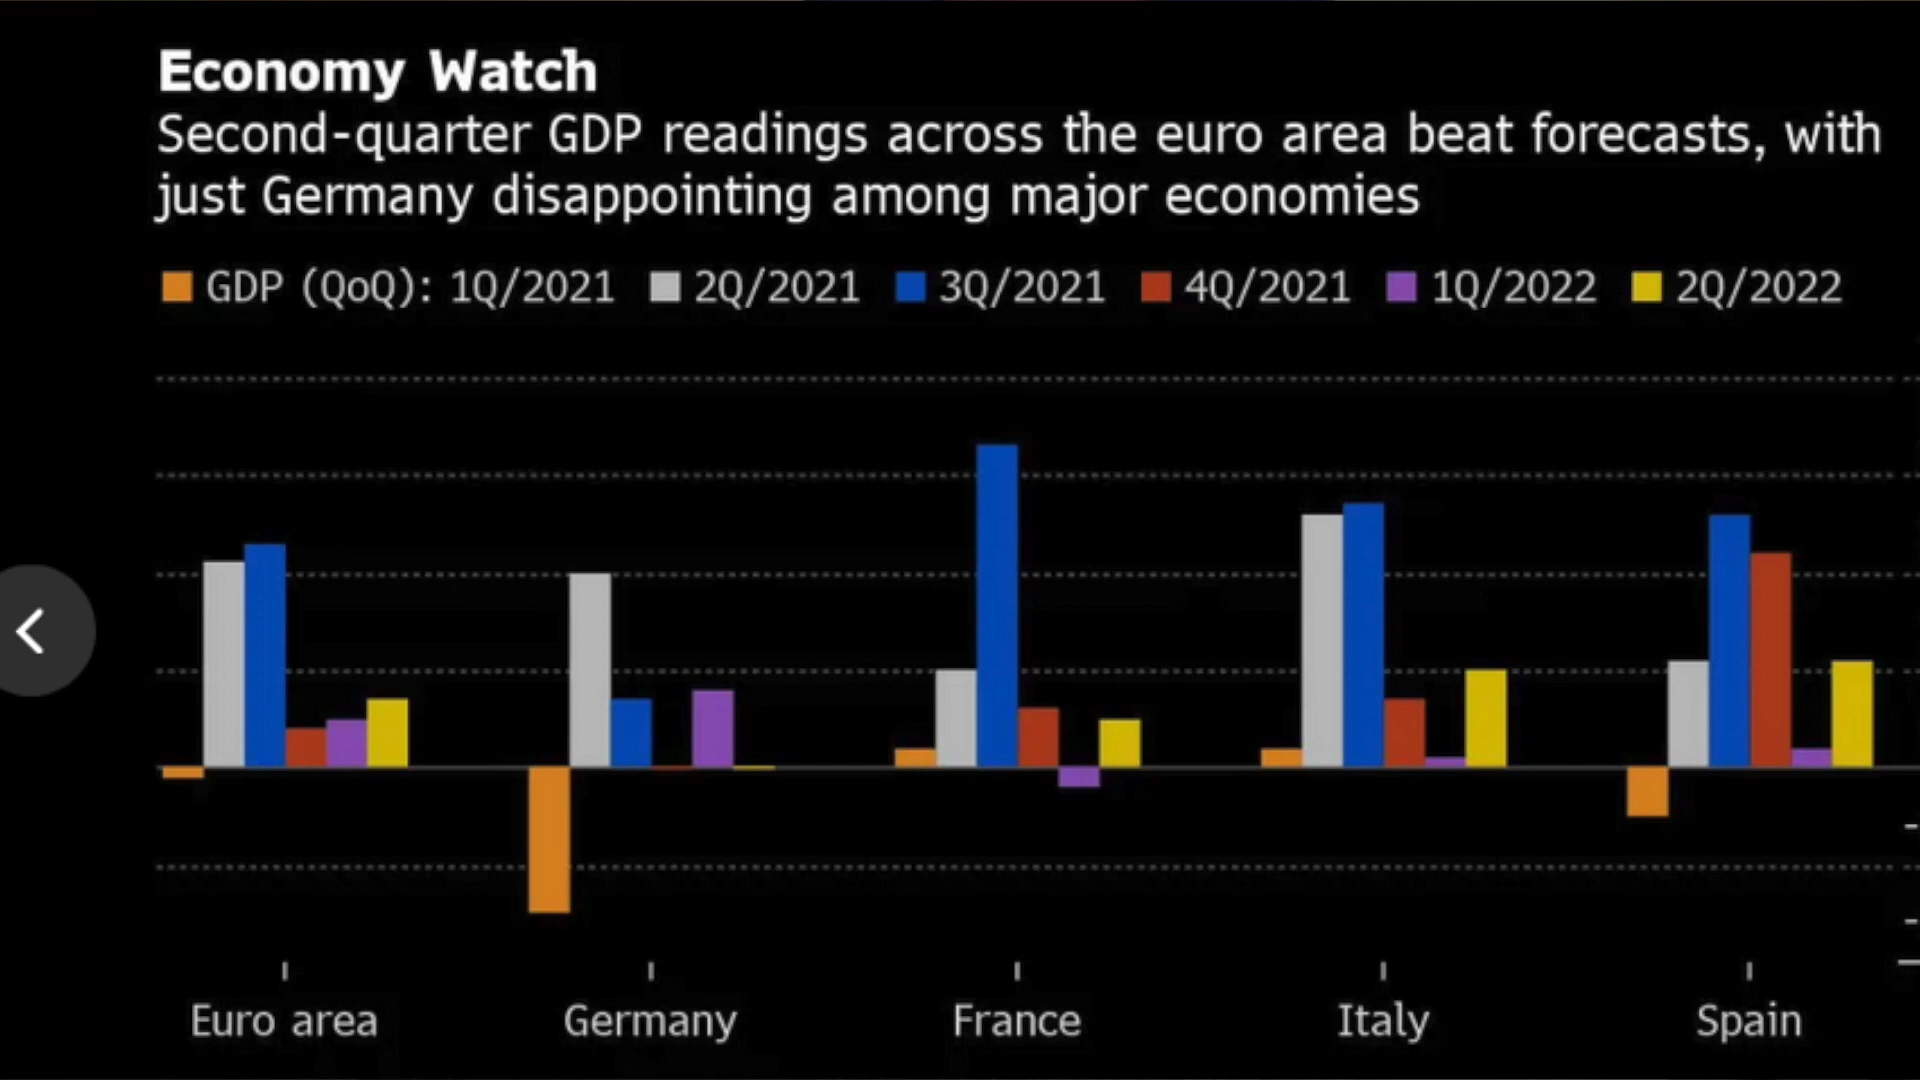 Economy Watch
Second-quarter GDP readings across the euro area beat forecasts, with
just Germany disappointing among major economies
GDP (QoQ): 1Q/2021 2Q/2021 3Q/2021 4Q/2021 1Q/2022 2Q/2022
Euro area Germany France Italy Spain